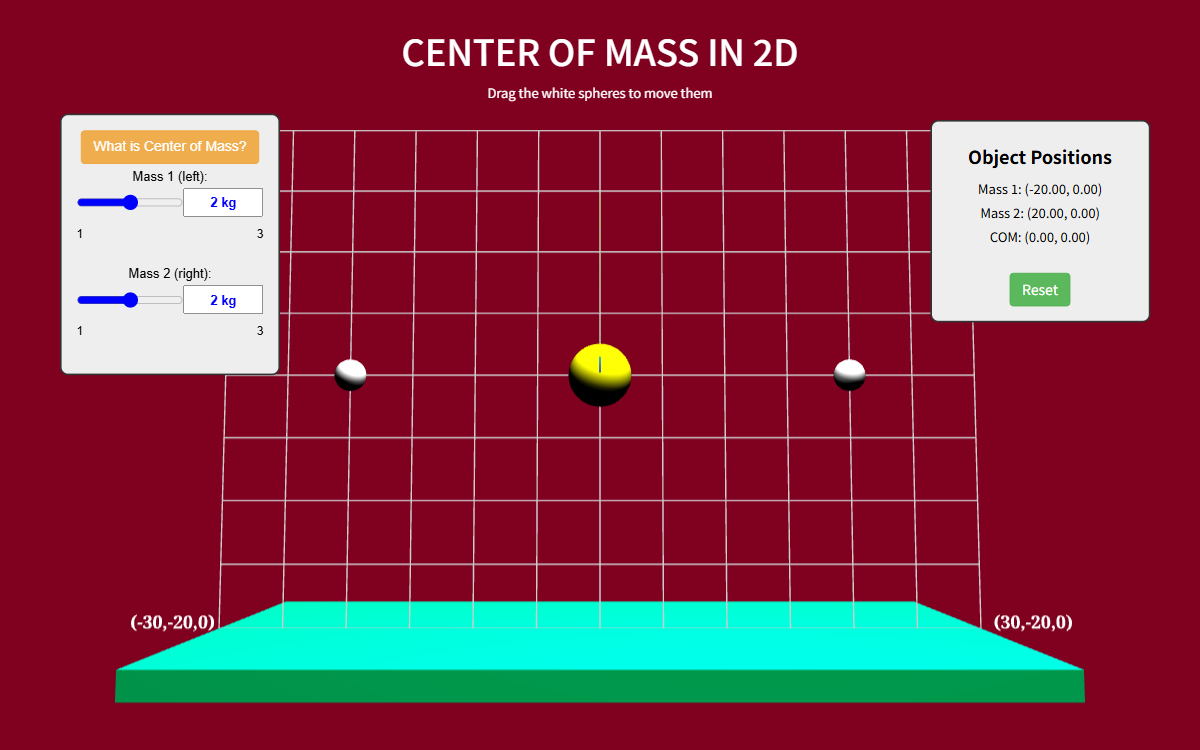 CENTER OF MASS IN 2D
Drag the white spheres to move them
What is Center of Mass?
Mass 1 (left):
2 kg
1 3
Mass 2 (right):
2 kg
1 3
Object Positions
Mass 1: (-20.00, 0.00)
Mass 2: (20.00, 0.00)
COM: (0.00, 0.00)
Reset
(-30,-20,0)
(30,-20,0)